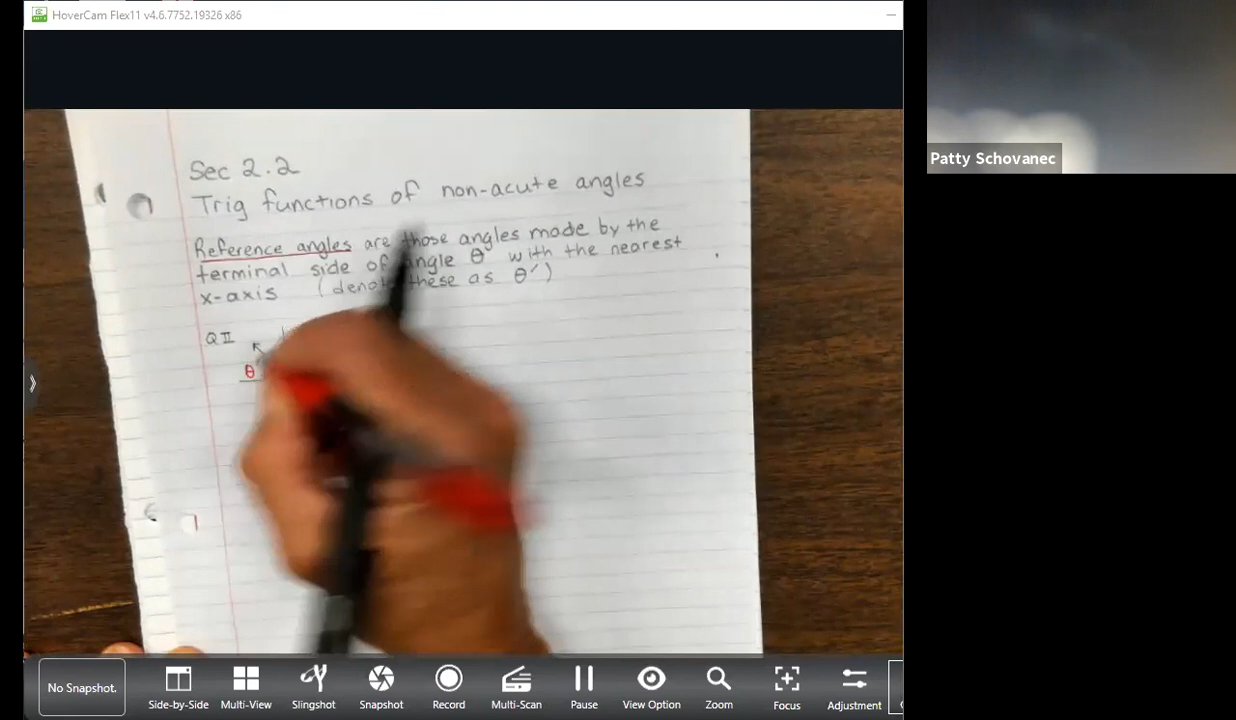 HoverCam Flex11 v4.6.7752.19326 x86
Patty Schovanec
Sec 2.2
Trig functions of non-acute angles
Reference angles are those angles made by the
terminal side of angle θ with the nearest
x-axis (denote these as θ')
QII
θ'
No Snapshot.
Side-by-Side
Multi-View
Slingshot
Snapshot
Record
Multi-Scan
Pause
View Option
Zoom
Focus
Adjustment